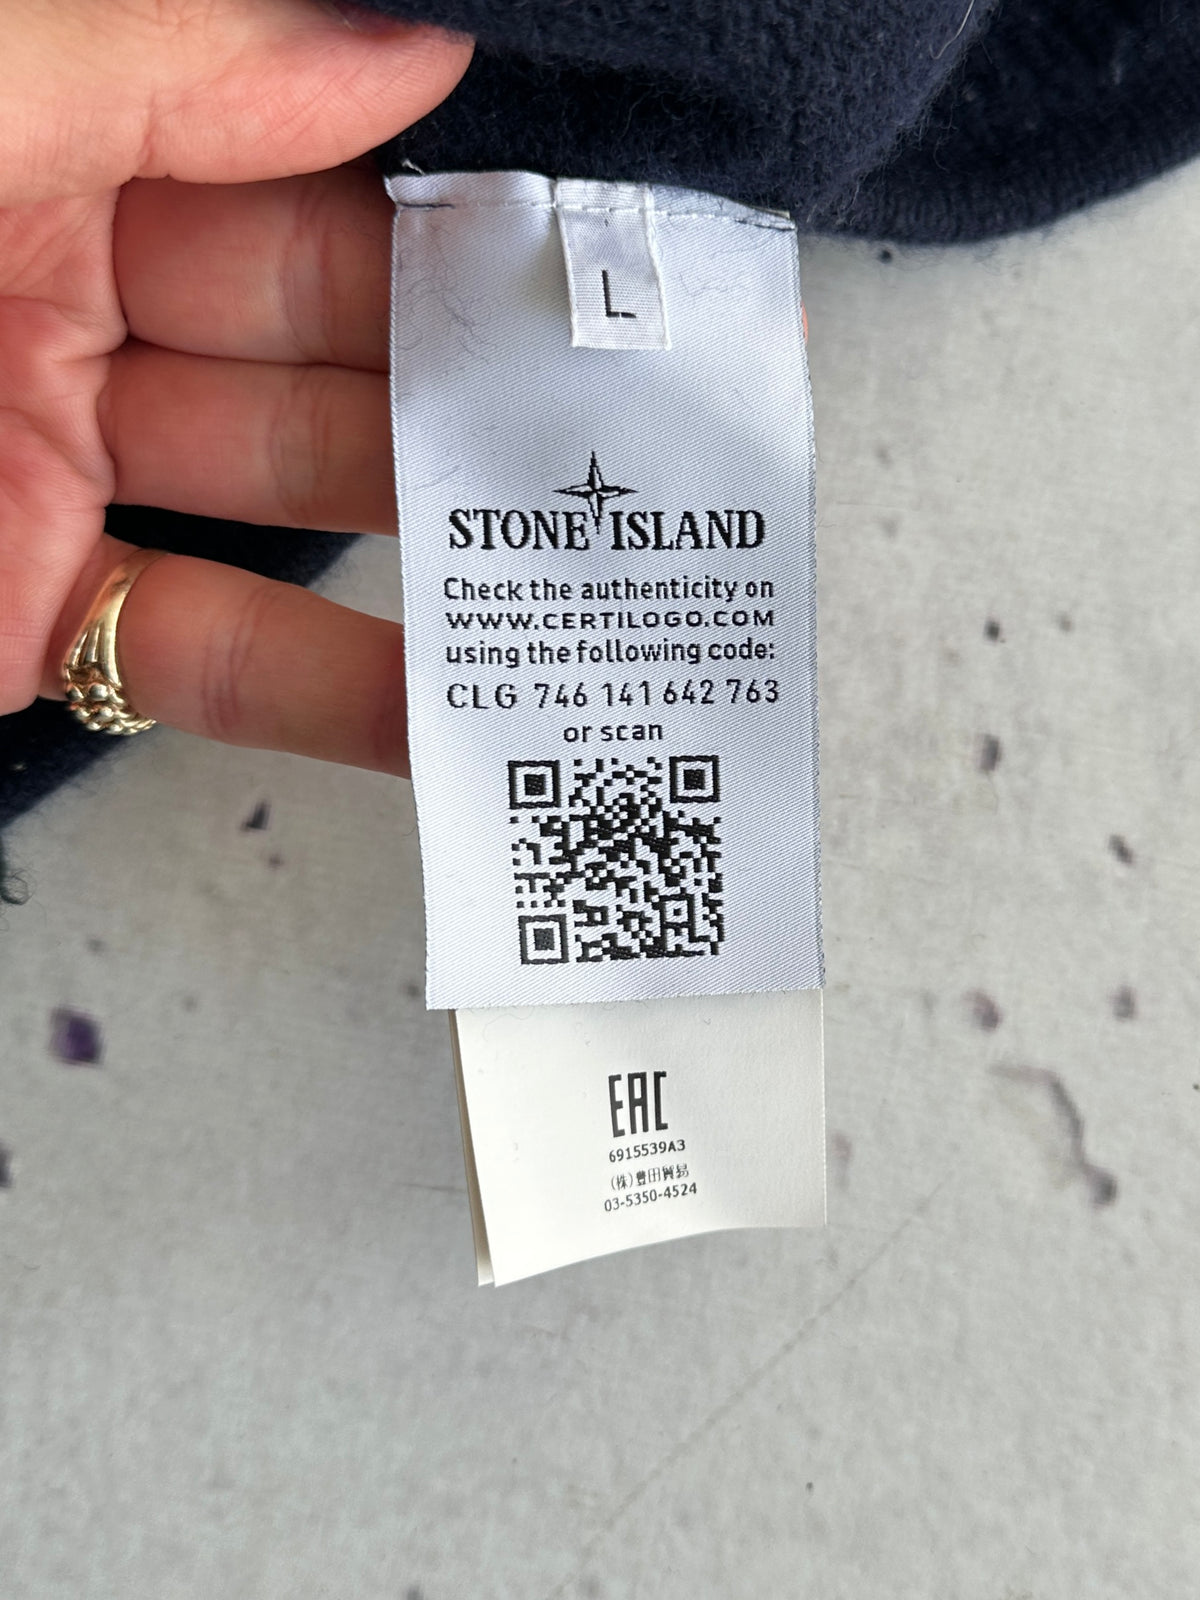 L
STONE ISLAND
Check the authenticity on
WWW.CERTILOGO.COM
using the following code:
CLG 746 141 642 763
or scan
EAC
6915539A3
(株)豊田貿易
03-5350-4524